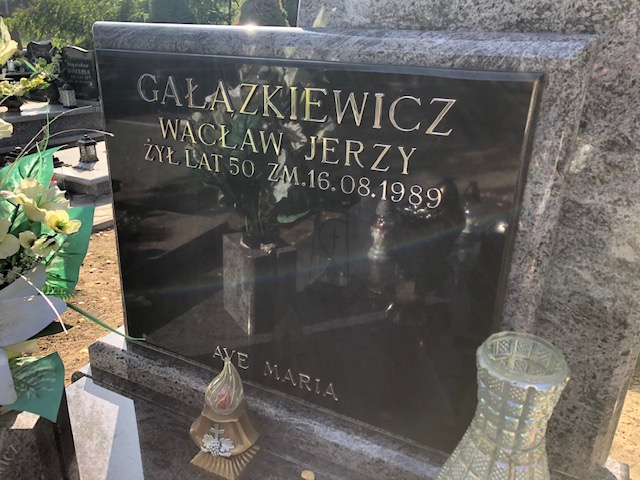 GAŁĄZKIEWICZ
WACŁAW JERZY
ŻYŁ LAT 50 ZM.16.08.1989
AVE MARIA